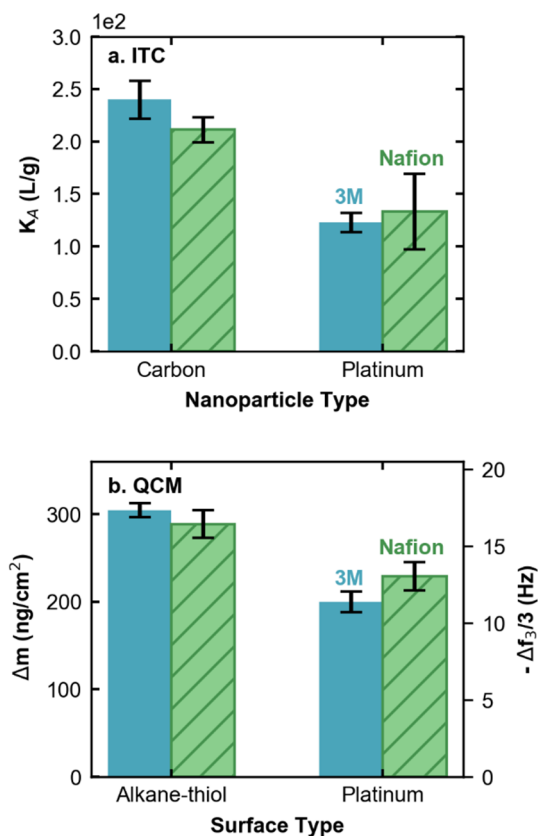 1e2
a. ITC
3.0
2.5
2.0
1.5
1.0
0.5
0.0
K_A (L/g)
3M
Nafion
Carbon
Platinum
Nanoparticle Type
b. QCM
300
200
100
0
Δm (ng/cm²)
3M
Nafion
20
15
10
5
0
- Δf₃/3 (Hz)
Alkane-thiol
Platinum
Surface Type